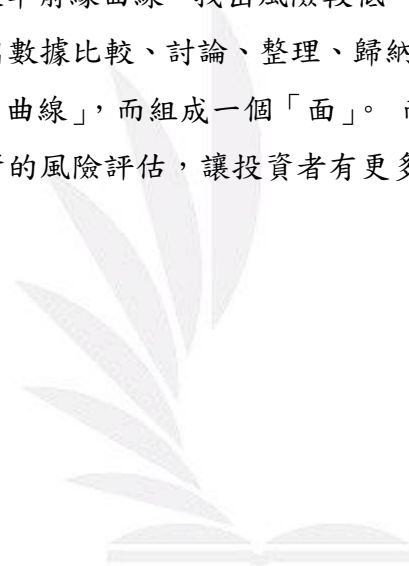 前緣曲線 找出風險較低
數據比較、討論、整理、歸納
曲線」，而組成一個「面」。
的風險評估，讓投資者有更多